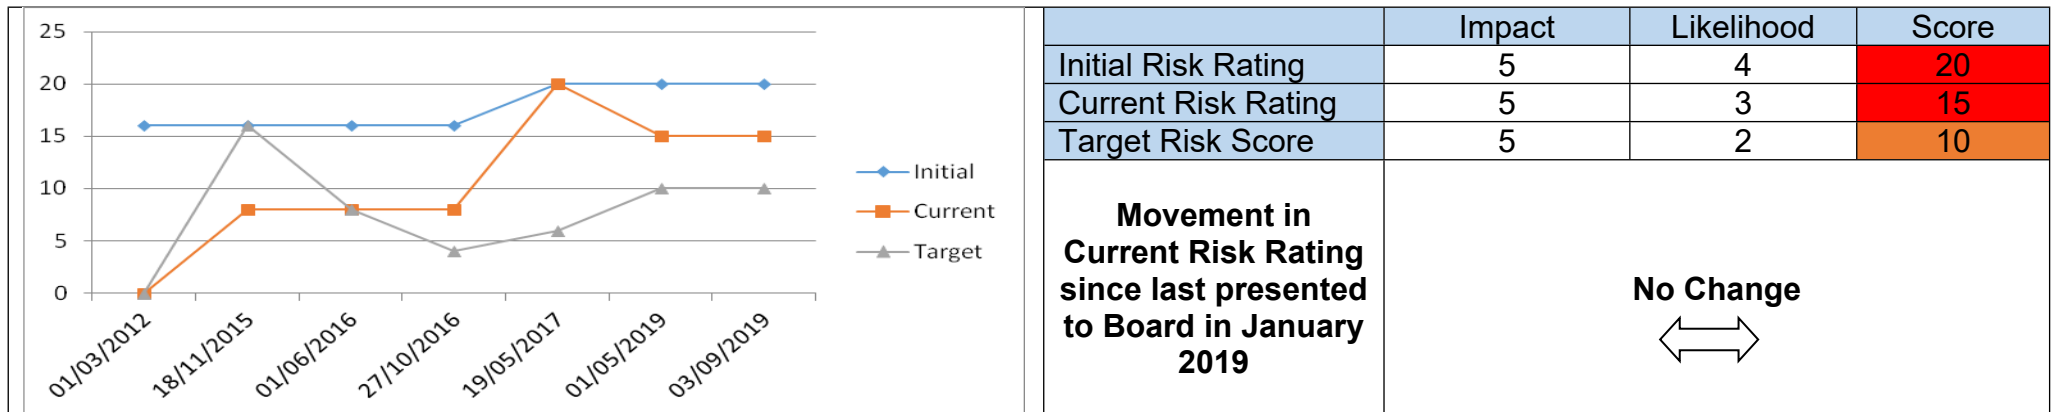 25
20
15
10
5
0
01/03/2012
18/11/2015
01/06/2016
27/10/2016
19/05/2017
01/05/2019
03/09/2019
Initial
Current
Target
Impact Likelihood Score
Initial Risk Rating 5 4 20
Current Risk Rating 5 3 15
Target Risk Score 5 2 10
Movement in
Current Risk Rating
since last presented
to Board in January
2019
No Change